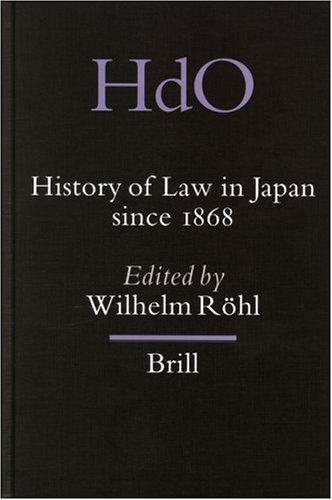 HdO
History of Law in Japan
since 1868
Edited by
Wilhelm Röhl
Brill